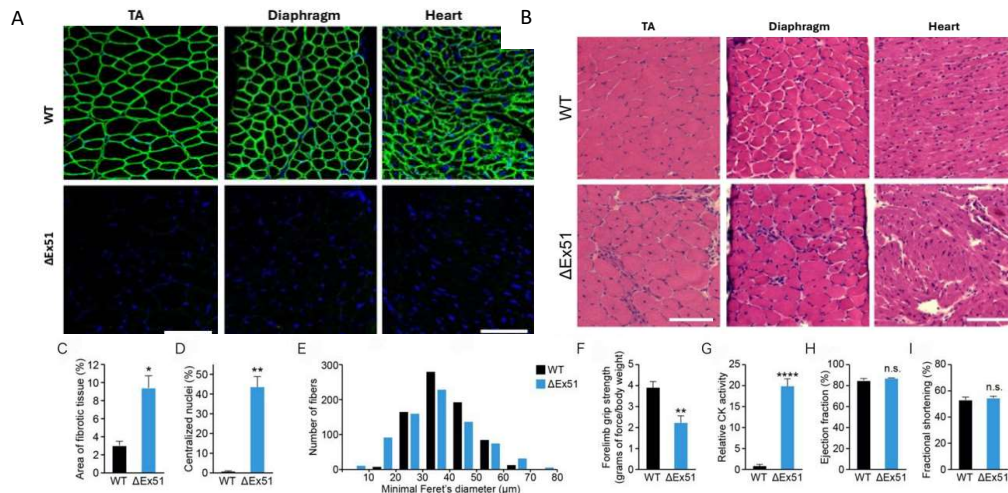 A
TA
Diaphragm
Heart
WT
ΔEx51
B
TA
Diaphragm
Heart
WT
ΔEx51
C
Area of fibrotic tissue (%)
12
10
8
6
4
2
0
*
WT ΔEx51
D
Centralized nuclei (%)
50
40
30
20
10
0
**
WT ΔEx51
E
Number of fibers
300
200
100
0
10 20 30 40 50 60 70 80
Minimal Feret's diameter (µm)
WT
ΔEx51
F
Forelimb grip strength
(grams of force/body weight)
5
4
3
2
1
0
**
WT ΔEx51
G
Relative CK activity
25
20
15
10
5
0
****
WT ΔEx51
H
Ejection fraction (%)
100
80
60
40
20
0
n.s.
WT ΔEx51
I
Fractional shortening (%)
100
80
60
40
20
0
n.s.
WT ΔEx51